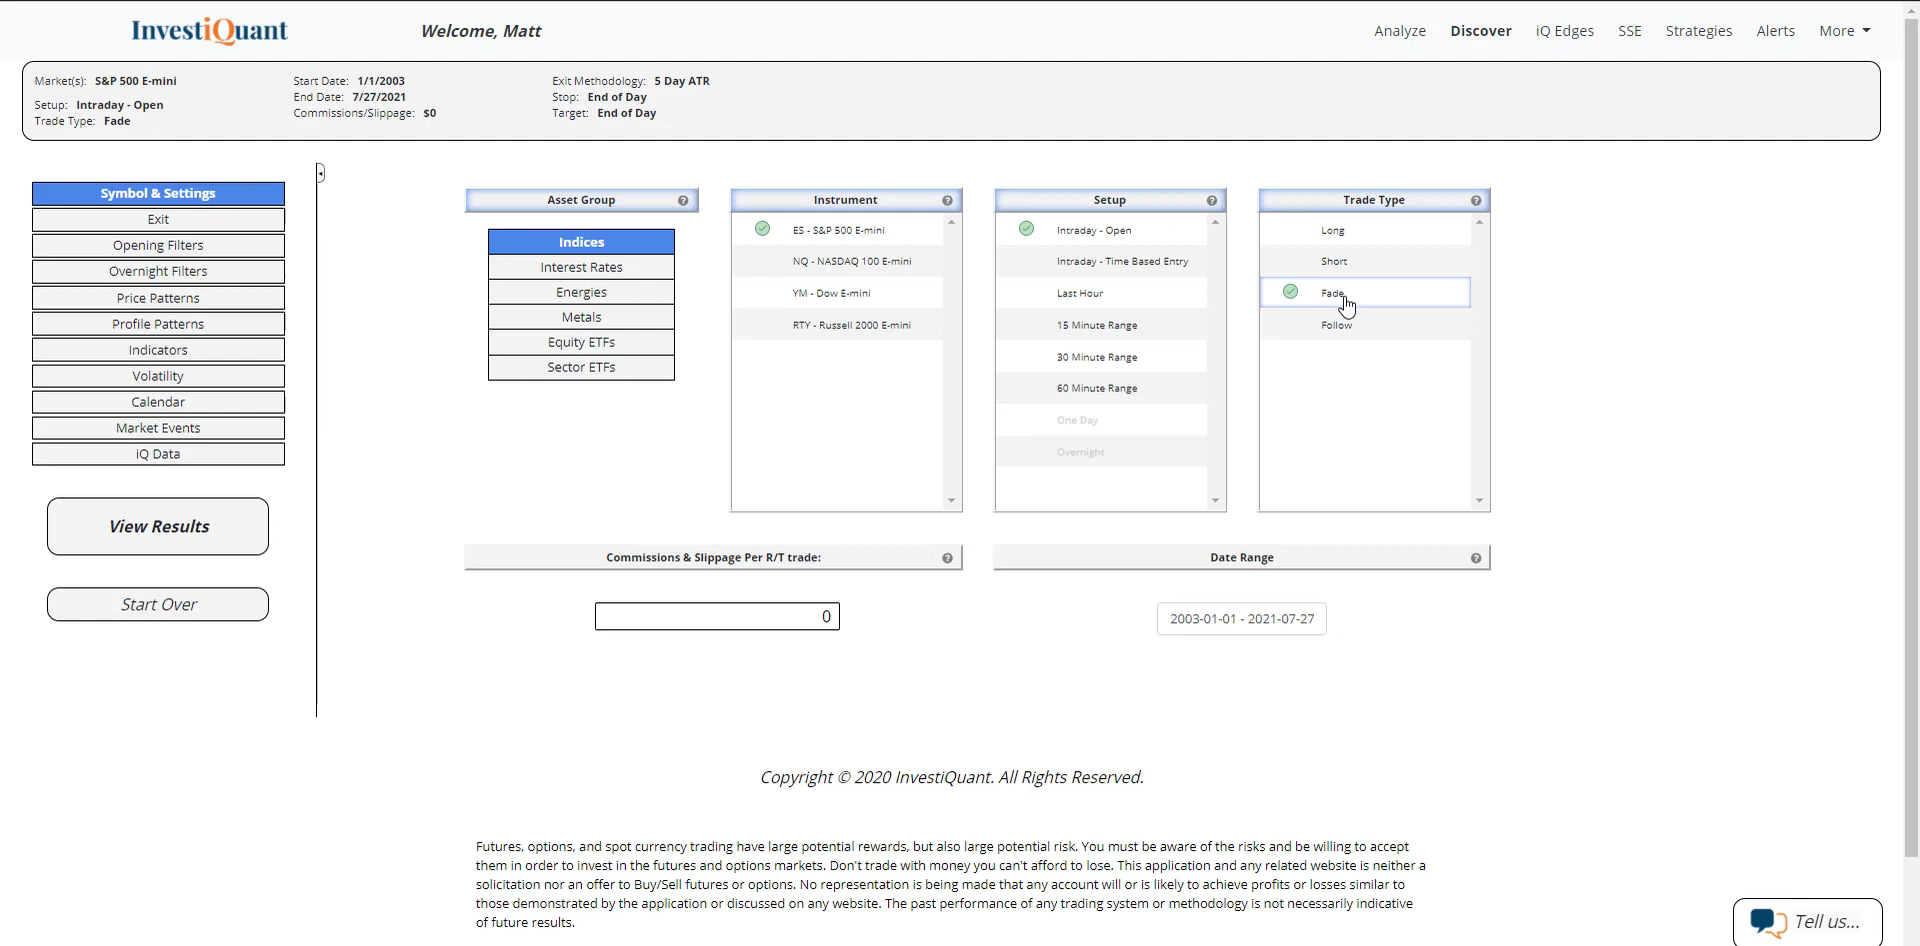 InvestiQuant
Welcome, Matt
Analyze
Discover
iQ Edges
SSE
Strategies
Alerts
More
Market(s): S&P 500 E-mini
Setup: Intraday - Open
Trade Type: Fade
Start Date: 1/1/2003
End Date: 7/27/2021
Commissions/Slippage: $0
Exit Methodology: 5 Day ATR
Stop: End of Day
Target: End of Day
Symbol & Settings
Exit
Opening Filters
Overnight Filters
Price Patterns
Profile Patterns
Indicators
Volatility
Calendar
Market Events
iQ Data
View Results
Start Over
Asset Group
Indices
Interest Rates
Energies
Metals
Equity ETFs
Sector ETFs
Instrument
ES - S&P 500 E-mini
NQ - NASDAQ 100 E-mini
YM - Dow E-mini
RTY - Russell 2000 E-mini
Setup
Intraday - Open
Intraday - Time Based Entry
Last Hour
15 Minute Range
30 Minute Range
60 Minute Range
One Day
Overnight
Trade Type
Long
Short
Fade
Follow
Commissions & Slippage Per R/T trade:
0
Date Range
2003-01-01 - 2021-07-27
Copyright © 2020 InvestiQuant. All Rights Reserved.
Futures, options, and spot currency trading have large potential rewards, but also large potential risk. You must be aware of the risks and be willing to accept
them in order to invest in the futures and options markets. Don't trade with money you can't afford to lose. This application and any related website is neither a
solicitation nor an offer to Buy/Sell futures or options. No representation is being made that any account will or is likely to achieve profits or losses similar to
those demonstrated by the application or discussed on any website. The past performance of any trading system or methodology is not necessarily indicative
of future results.
Tell us...